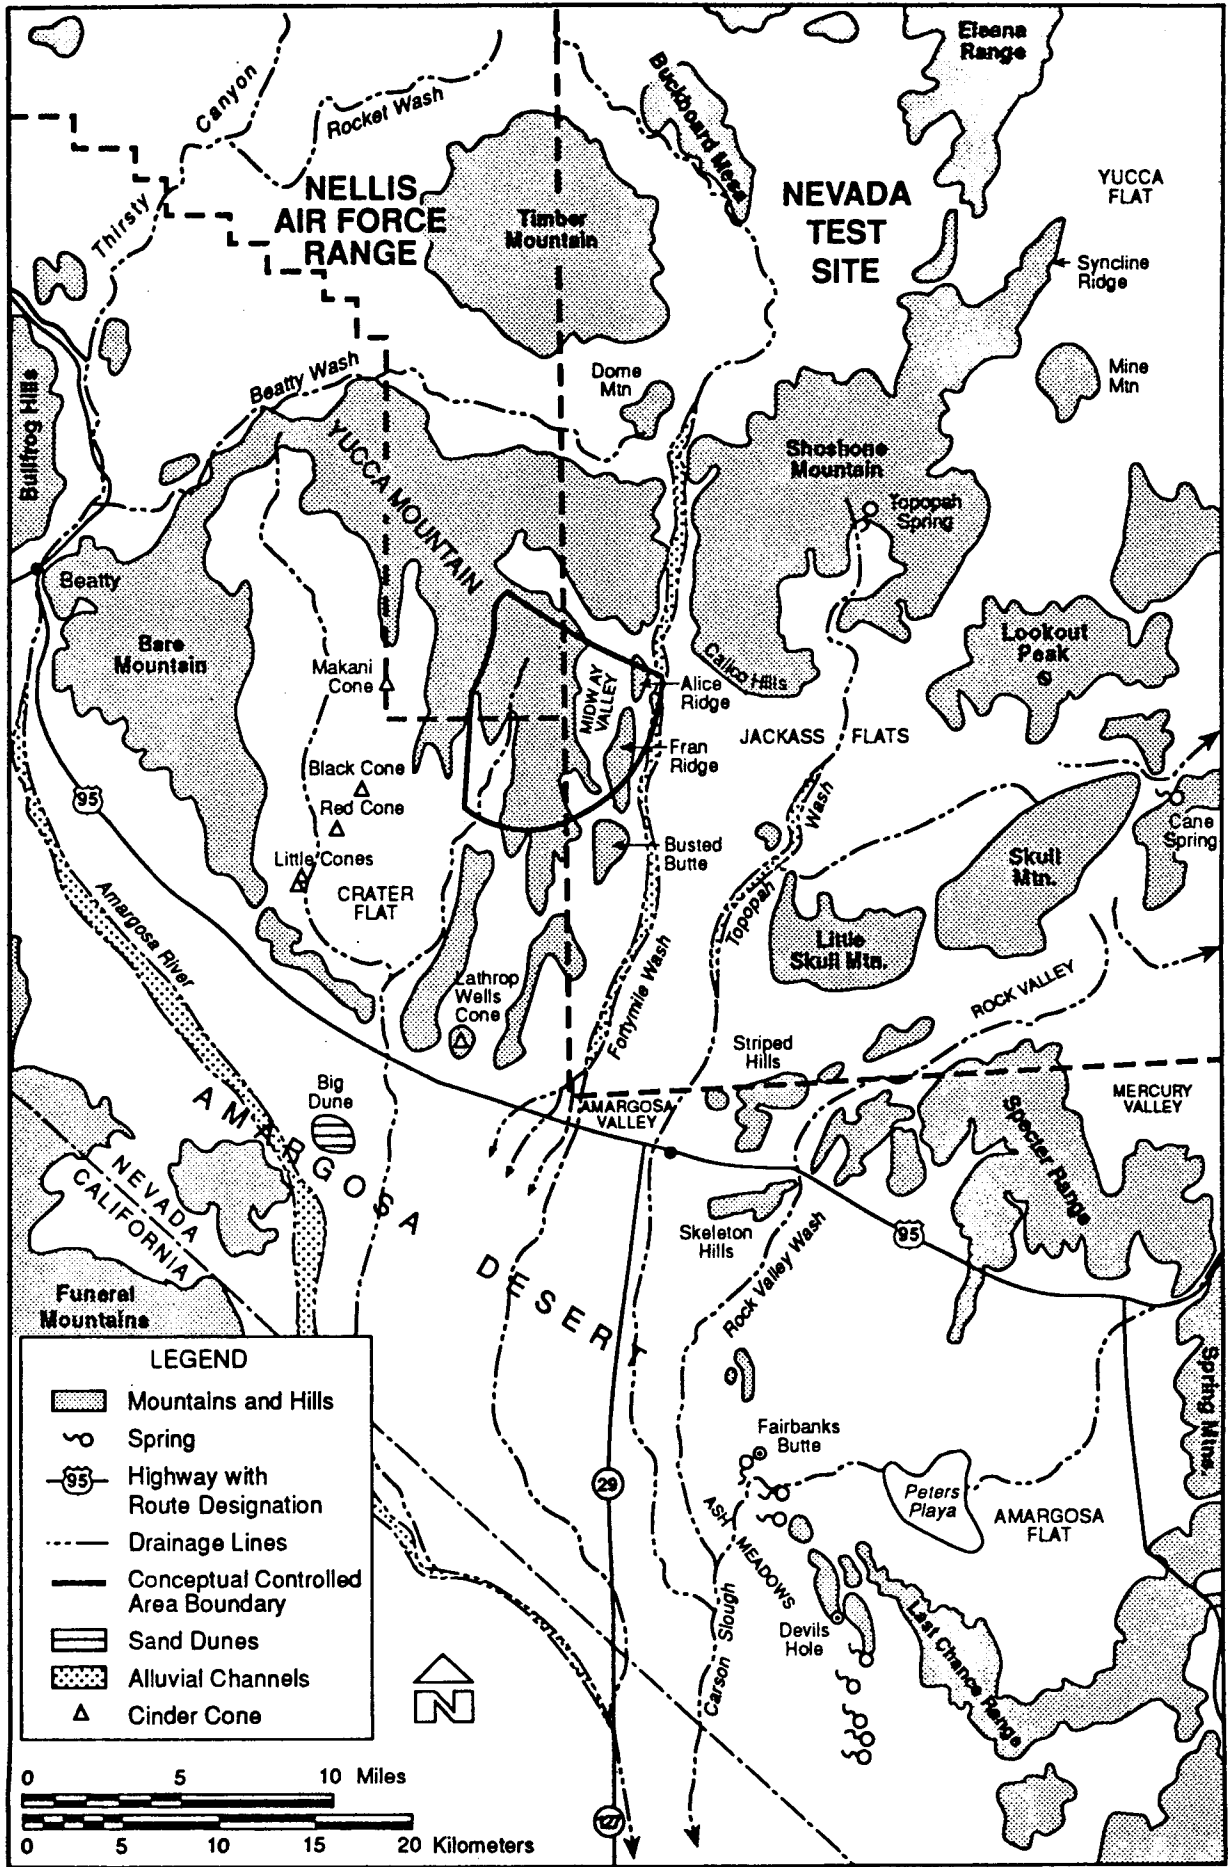 Eleana
Range
Canyon
Rocket Wash
Buckboard Mesa
Thirsty
NELLIS
AIR FORCE
RANGE
Timber
Mountain
NEVADA
TEST
SITE
YUCCA
FLAT
Syncline
Ridge
Bullfrog Hills
Beatty Wash
Dome
Mtn
Mine
Mtn
YUCCA MOUNTAIN
Shoshone
Mountain
Topopah
Spring
Beatty
Bare
Mountain
Makani
Cone
MIDWAY
VALLEY
Calico Hills
Alice
Ridge
Lookout
Peak
Fran
Ridge
JACKASS FLATS
Black Cone
Red Cone
95
Little Cones
CRATER
FLAT
Busted
Butte
Topopah Wash
Skull
Mtn.
Cane
Spring
Little
Skull Mtn.
Amargosa River
Lathrop
Wells
Cone
Fortymile Wash
ROCK VALLEY
Striped
Hills
Big
Dune
AMARGOSA
VALLEY
MERCURY
VALLEY
Specter Range
AMARGOSA
DESERT
NEVADA
CALIFORNIA
Skeleton
Hills
95
Rock Valley Wash
Funeral
Mountains
Spring Mtns.
Fairbanks
Butte
29
ASH MEADOWS
Peters
Playa
AMARGOSA
FLAT
Devils
Hole
Carson Slough
Last Chance Range
127
LEGEND
Mountains and Hills
Spring
95 Highway with
Route Designation
Drainage Lines
Conceptual Controlled
Area Boundary
Sand Dunes
Alluvial Channels
Cinder Cone
N
0 5 10 Miles
0 5 10 15 20 Kilometers